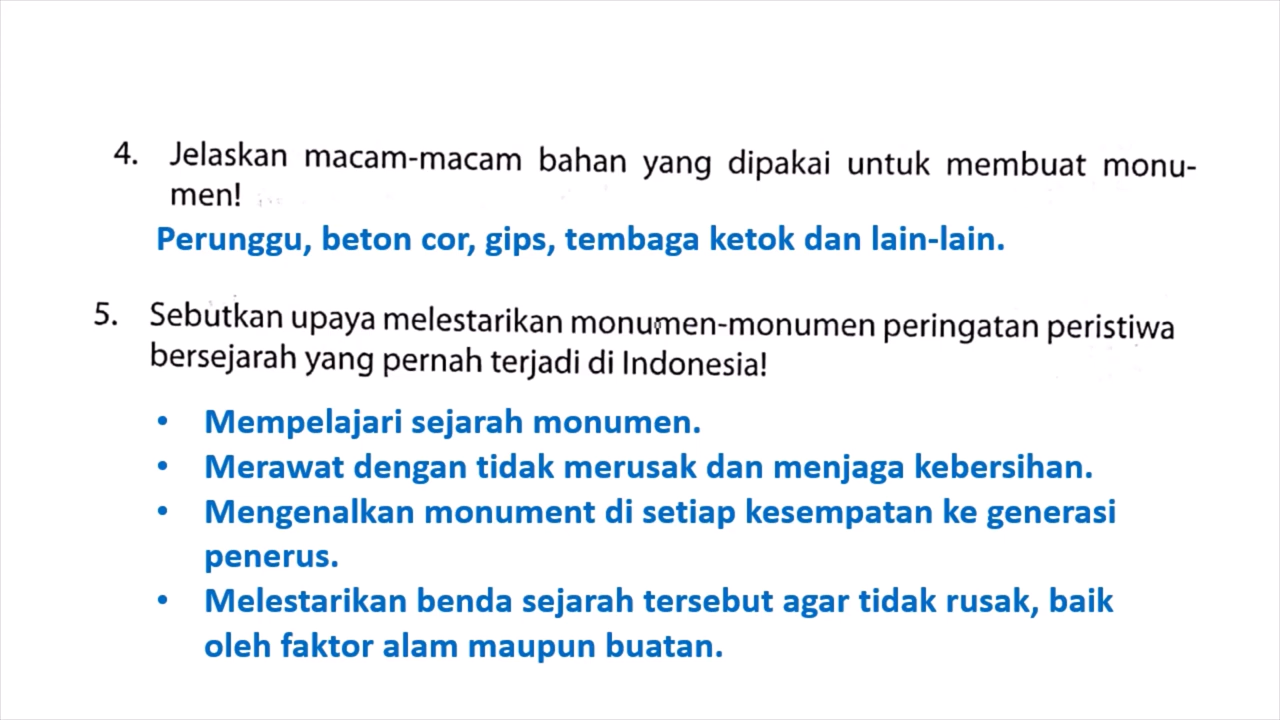 4. Jelaskan macam-macam bahan yang dipakai untuk membuat monu-
men!
Perunggu, beton cor, gips, tembaga ketok dan lain-lain.
5. Sebutkan upaya melestarikan monumen-monumen peringatan peristiwa
bersejarah yang pernah terjadi di Indonesia!
• Mempelajari sejarah monumen.
• Merawat dengan tidak merusak dan menjaga kebersihan.
• Mengenalkan monument di setiap kesempatan ke generasi
penerus.
• Melestarikan benda sejarah tersebut agar tidak rusak, baik
oleh faktor alam maupun buatan.